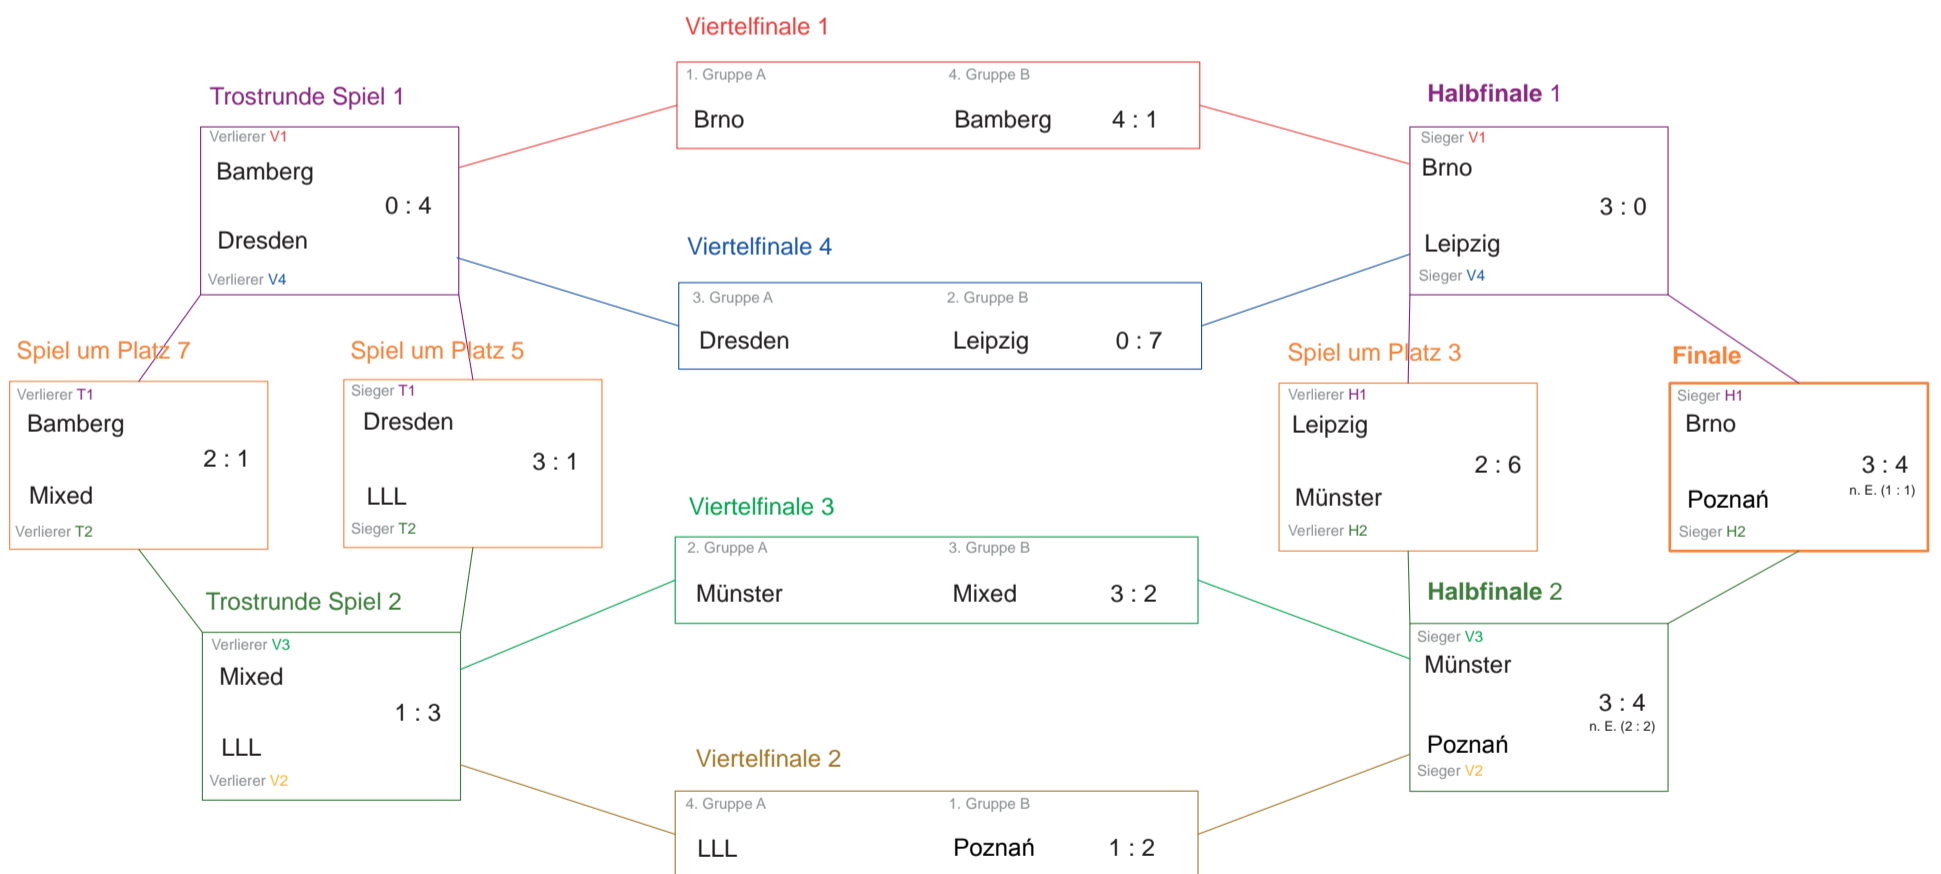 Viertelfinale 1
1. Gruppe A 4. Gruppe B
Brno Bamberg 4 : 1
Trostrunde Spiel 1
Verlierer V1
Bamberg
0 : 4
Dresden
Verlierer V4
Halbfinale 1
Sieger V1
Brno
3 : 0
Leipzig
Sieger V4
Viertelfinale 4
3. Gruppe A 2. Gruppe B
Dresden Leipzig 0 : 7
Spiel um Platz 7
Verlierer T1
Bamberg
2 : 1
Mixed
Verlierer T2
Spiel um Platz 5
Sieger T1
Dresden
3 : 1
LLL
Sieger T2
Spiel um Platz 3
Verlierer H1
Leipzig
2 : 6
Münster
Verlierer H2
Finale
Sieger H1
Brno
3 : 4
n. E. (1 : 1)
Poznań
Sieger H2
Viertelfinale 3
2. Gruppe A 3. Gruppe B
Münster Mixed 3 : 2
Trostrunde Spiel 2
Verlierer V3
Mixed
1 : 3
LLL
Verlierer V2
Halbfinale 2
Sieger V3
Münster
3 : 4
n. E. (2 : 2)
Poznań
Sieger V2
Viertelfinale 2
4. Gruppe A 1. Gruppe B
LLL Poznań 1 : 2